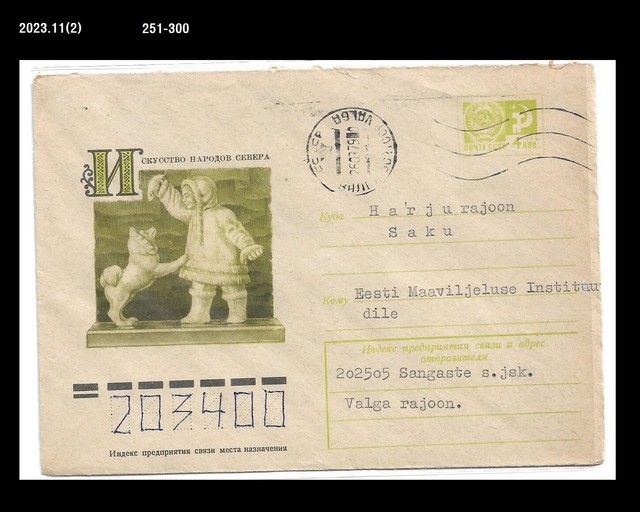 2023.11(2) 251-300
ИСКУССТВО НАРОДОВ СЕВЕРА
ПОЧТА СССР 4 КОП
Куда Harju rajoon
Saku
Кому Eesti Maaviljeluse Instituu
dile
Индекс предприятия связи и адрес
отправителя
202505 Sangaste s.jsk.
Valga rajoon.
203400
Индекс предприятия связи места назначения